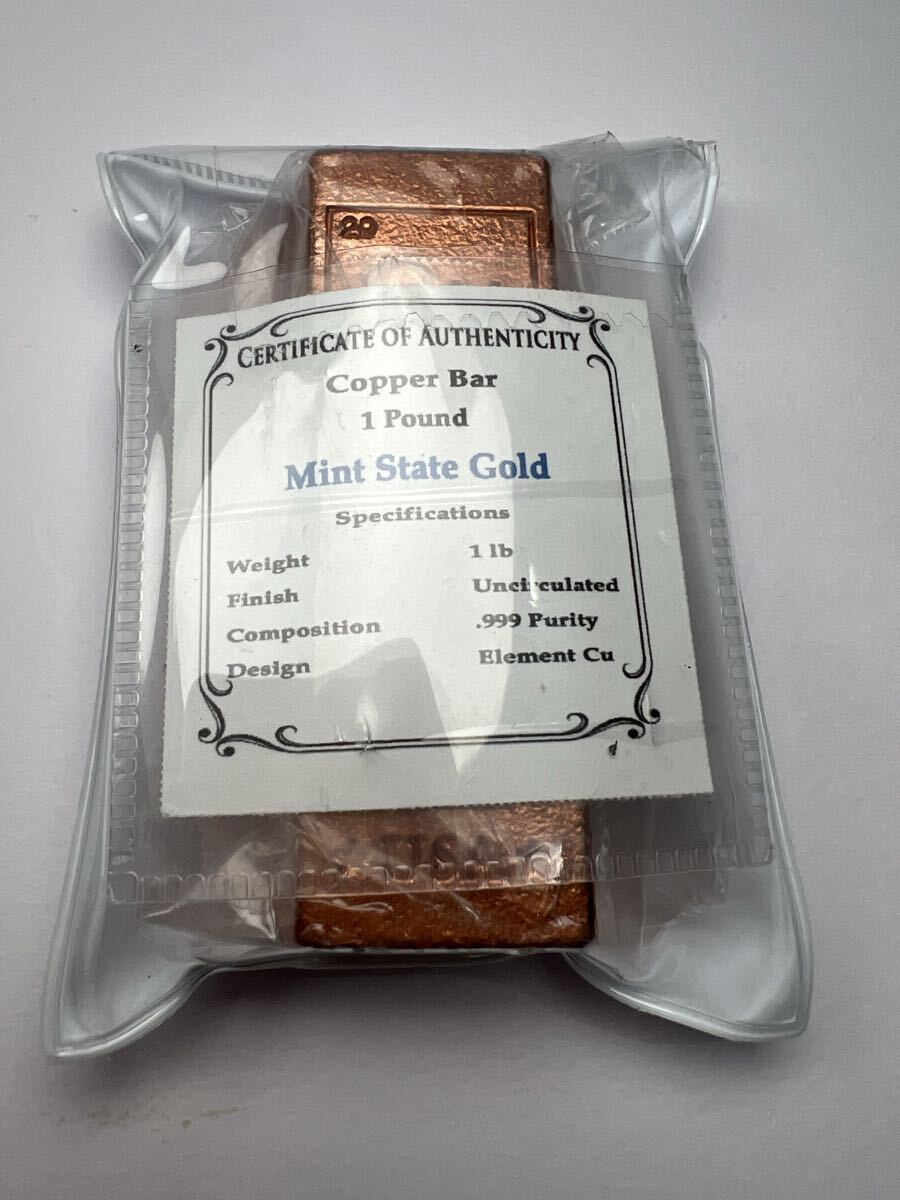 29
CERTIFICATE OF AUTHENTICITY
Copper Bar
1 Pound
Mint State Gold
Specifications
Weight 1 lb
Finish Uncirculated
Composition .999 Purity
Design Element Cu
USA